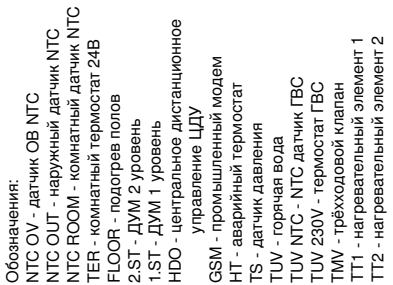 Обозначения:
NTC OV - датчик ОВ NTC
NTC OUT - наружный датчик NTC
NTC ROOM - комнатный датчик NTC
TER - комнатный термостат 24В
FLOOR - подогрев полов
2.ST - ДУМ 2 уровень
1.ST - ДУМ 1 уровень
HDO - центральное дистанционное
управление ЦДУ
GSM - промышленный модем
HT - аварийный термостат
TS - датчик давления
TUV - горячая вода
TUV NTC - NTC датчик ГВС
TUV 230V - термостат ГВС
TMV - трёхходовой клапан
TT1 - нагревательный элемент 1
TT2 - нагревательный элемент 2